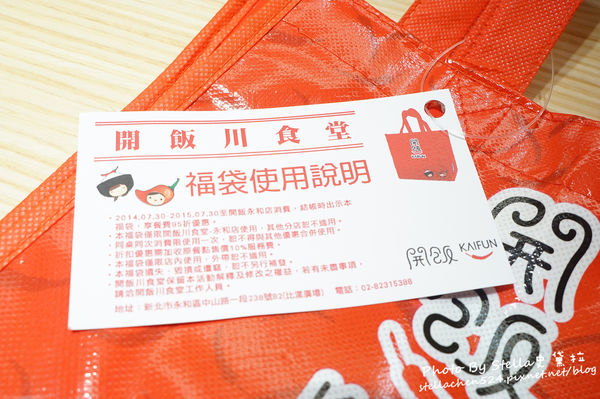 開飯川食堂
福袋使用說明
・2014.07.30-2015.07.30至開飯永和店消費,結帳時出示本
福袋,享餐費95折優惠。
・本福袋僅限開飯川食堂-永和店使用,其他分店恕不適用。
・同桌同次消費限使用一次,恕不得與其他優惠合併使用。
・折扣優惠需加收原餐點售價10%服務費。
・本福袋僅限店內使用,外帶恕不適用。
・本福袋遺失、毀損或遭竊,恕不另行補發。
・開飯川食堂保留本活動解釋及修改之權益,若有未盡事項,
請洽開飯川食堂工作人員。
地址:新北市永和區中山路一段238號B2(比漾廣場) 電話:02-82315388
開飯 KAIFUN
開飯
Photo By Stella史黛拉
stellachen524.pixnet.net/blog